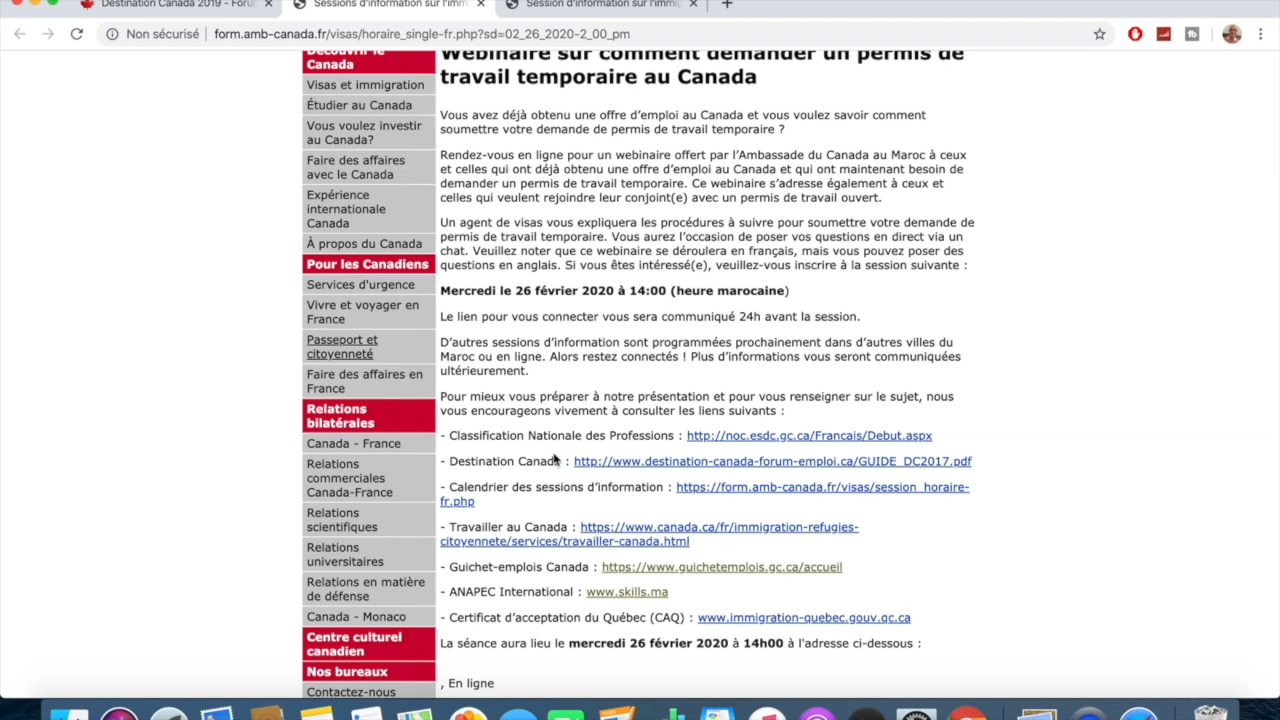 Destination Canada 2019 - Forum
Sessions d'information sur l'imm
Session d'information sur l'immig
Non sécurisé
form.amb-canada.fr/visas/horaire_single-fr.php?sd=02_26_2020-2_00_pm
Découvrir le
Canada
Visas et immigration
Étudier au Canada
Vous voulez investir
au Canada?
Faire des affaires
avec le Canada
Expérience
internationale
Canada
À propos du Canada
Pour les Canadiens
Services d'urgence
Vivre et voyager en
France
Passeport et
citoyenneté
Faire des affaires en
France
Relations
bilatérales
Canada - France
Relations
commerciales
Canada-France
Relations
scientifiques
Relations
universitaires
Relations en matière
de défense
Canada - Monaco
Centre culturel
canadien
Nos bureaux
Contactez-nous
Webinaire sur comment demander un permis de
travail temporaire au Canada
Vous avez déjà obtenu une offre d'emploi au Canada et vous voulez savoir comment
soumettre votre demande de permis de travail temporaire ?
Rendez-vous en ligne pour un webinaire offert par l'Ambassade du Canada au Maroc à ceux
et celles qui ont déjà obtenu une offre d'emploi au Canada et qui ont maintenant besoin de
demander un permis de travail temporaire. Ce webinaire s'adresse également à ceux et
celles qui veulent rejoindre leur conjoint(e) avec un permis de travail ouvert.
Un agent de visas vous expliquera les procédures à suivre pour soumettre votre demande de
permis de travail temporaire. Vous aurez l'occasion de poser vos questions en direct via un
chat. Veuillez noter que ce webinaire se déroulera en français, mais vous pouvez poser des
questions en anglais. Si vous êtes intéressé(e), veuillez-vous inscrire à la session suivante :
Mercredi le 26 février 2020 à 14:00 (heure marocaine)
Le lien pour vous connecter vous sera communiqué 24h avant la session.
D'autres sessions d'information sont programmées prochainement dans d'autres villes du
Maroc ou en ligne. Alors restez connectés ! Plus d'informations vous seront communiquées
ultérieurement.
Pour mieux vous préparer à notre présentation et pour vous renseigner sur le sujet, nous
vous encourageons vivement à consulter les liens suivants :
- Classification Nationale des Professions : http://noc.esdc.gc.ca/Francais/Debut.aspx
- Destination Canada : http://www.destination-canada-forum-emploi.ca/GUIDE_DC2017.pdf
- Calendrier des sessions d'information : https://form.amb-canada.fr/visas/session_horaire-
fr.php
- Travailler au Canada : https://www.canada.ca/fr/immigration-refugies-
citoyennete/services/travailler-canada.html
- Guichet-emplois Canada : https://www.guichetemplois.gc.ca/accueil
- ANAPEC International : www.skills.ma
- Certificat d'acceptation du Québec (CAQ) : www.immigration-quebec.gouv.qc.ca
La séance aura lieu le mercredi 26 février 2020 à 14h00 à l'adresse ci-dessous :
, En ligne